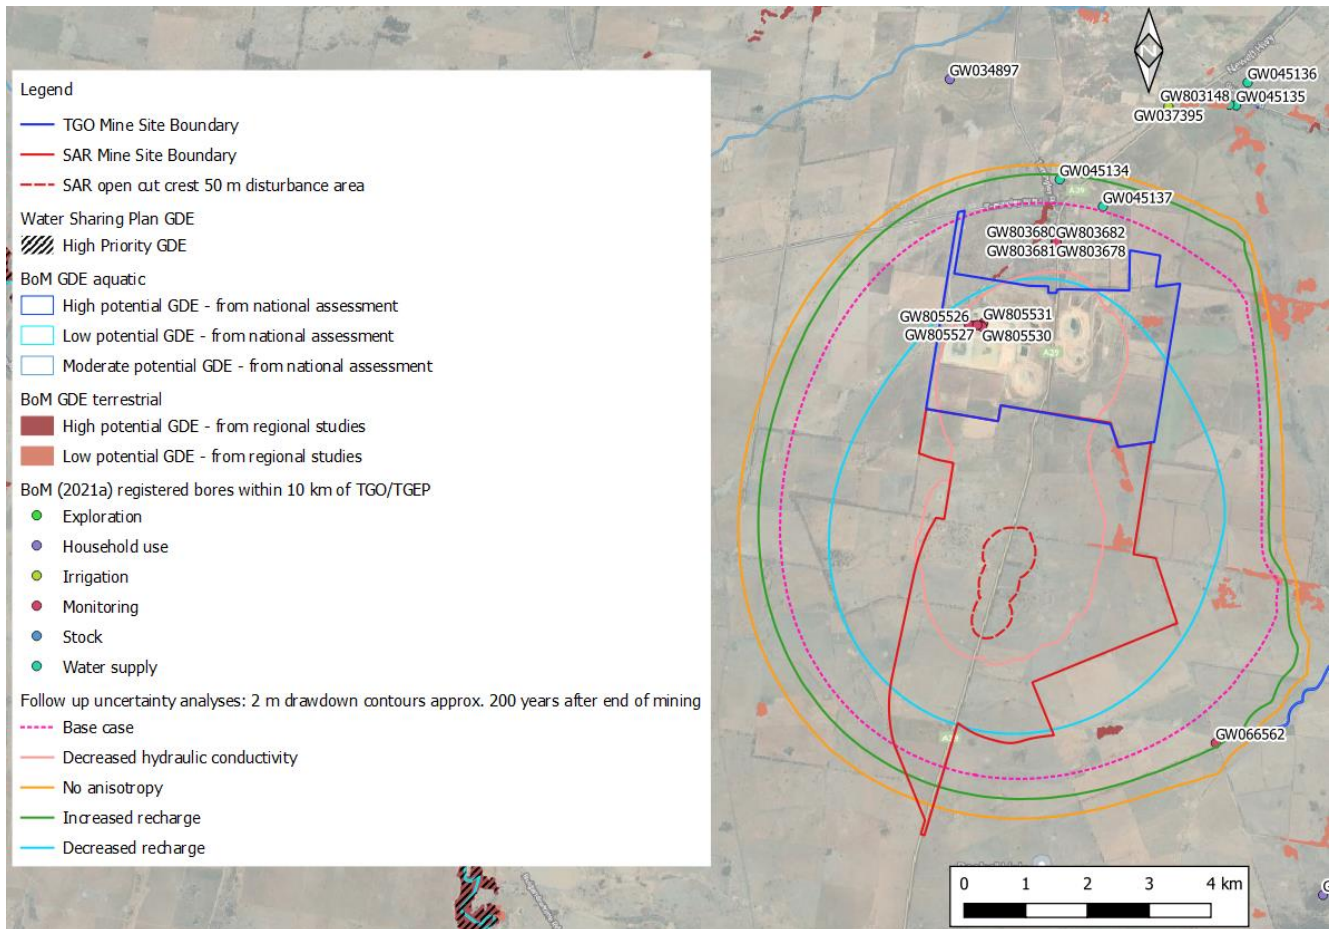 Legend
TGO Mine Site Boundary
SAR Mine Site Boundary
SAR open cut crest 50 m disturbance area
Water Sharing Plan GDE
High Priority GDE
BoM GDE aquatic
High potential GDE - from national assessment
Low potential GDE - from national assessment
Moderate potential GDE - from national assessment
BoM GDE terrestrial
High potential GDE - from regional studies
Low potential GDE - from regional studies
BoM (2021a) registered bores within 10 km of TGO/TGEP
Exploration
Household use
Irrigation
Monitoring
Stock
Water supply
Follow up uncertainty analyses: 2 m drawdown contours approx. 200 years after end of mining
Base case
Decreased hydraulic conductivity
No anisotropy
Increased recharge
Decreased recharge
N
Newell Hwy
GW034897
GW045136
GW803148 GW045135
GW037395
GW045134
A39
GW045137
GW803680 GW803682
GW803681 GW803678
GW805526 GW805531
GW805527 GW805530
A39
GW066562
0 1 2 3 4 km